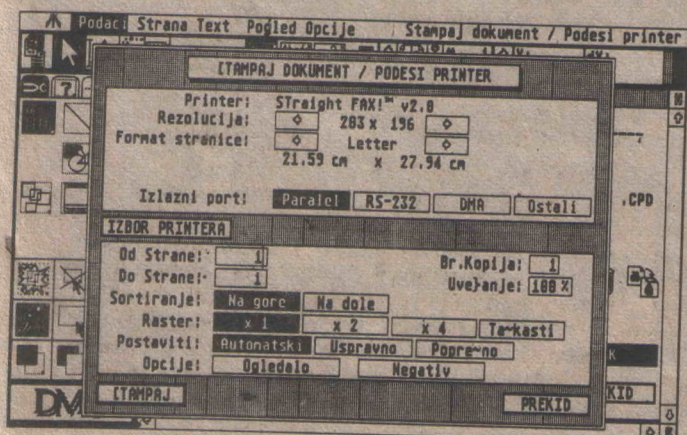 Podaci Strana Text Pogled Opcije Stampaj dokument / Podesi printer
[TAMPAJ DOKUMENT / PODESI PRINTER
Printer: STraight FAX!™ v2.0
Rezolucija: 203 x 196
Format stranice: Letter
21.59 cm x 27.94 cm
.CPD
Izlazni port: Paralel RS-232 DMA Ostali
IZBOR PRINTERA
Od Strane: 1 Br.Kopija: 1
Do Strane: 1 Uve}anje: 100 %
Sortiranje: Na gore Na dole
Raster: x 1 x 2 x 4 Ta~kasti
Postaviti: Automatski Uspravno Popre~no
Opcije: Ogledalo Negativ
[TAMPAJ PREKID
KID
DM